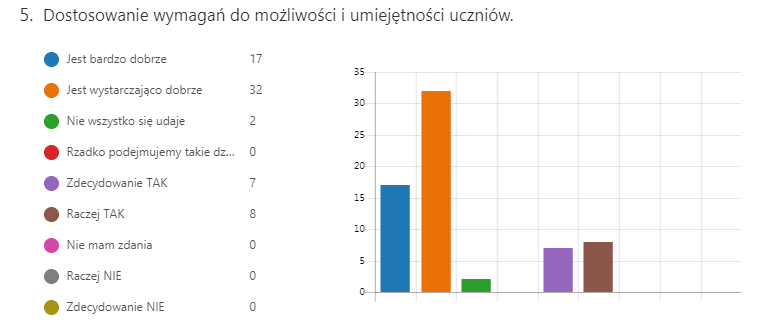 5. Dostosowanie wymagań do możliwości i umiejętności uczniów.
Jest bardzo dobrze 17
Jest wystarczająco dobrze 32
Nie wszystko się udaje 2
Rzadko podejmujemy takie dz... 0
Zdecydowanie TAK 7
Raczej TAK 8
Nie mam zdania 0
Raczej NIE 0
Zdecydowanie NIE 0
35
30
25
20
15
10
5
0